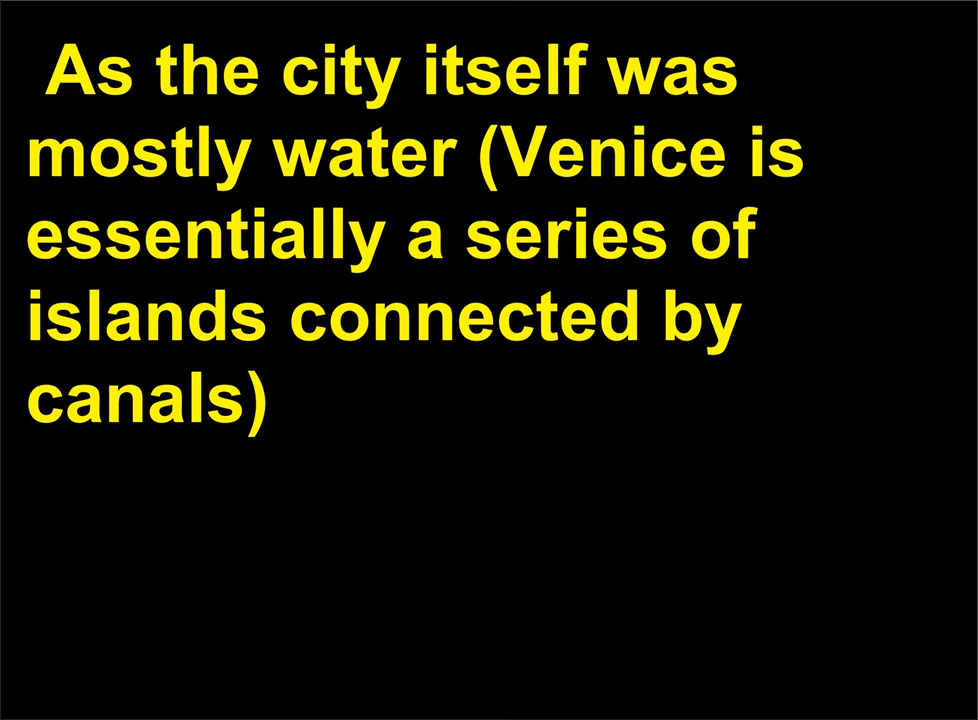 As the city itself was
mostly water (Venice is
essentially a series of
islands connected by
canals)